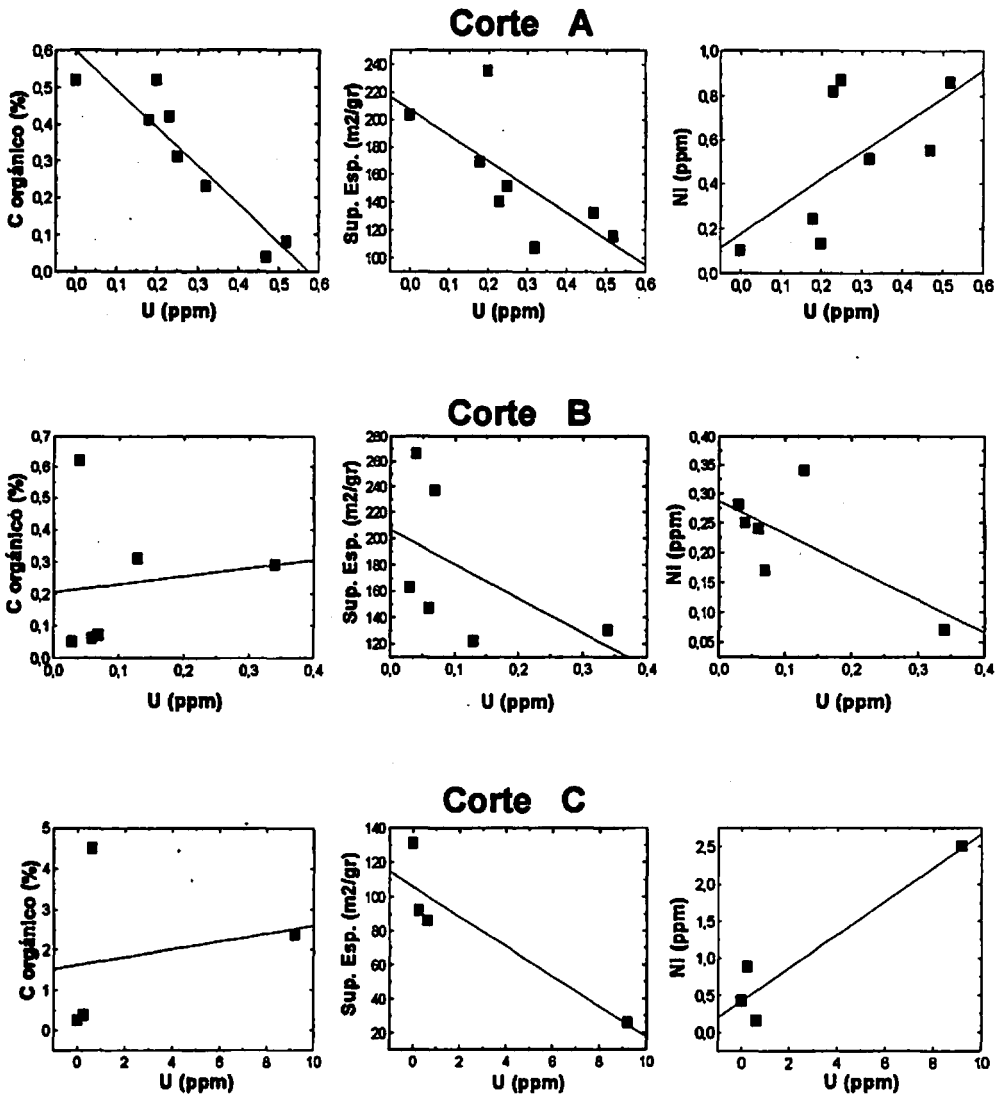 Corte A
C orgánico (%)
0,6
0,5
0,4
0,3
0,2
0,1
0,0
0,0 0,1 0,2 0,3 0,4 0,5 0,6
U (ppm)
Sup. Esp. (m2/gr)
240
220
200
180
160
140
120
100
0,0 0,1 0,2 0,3 0,4 0,5 0,6
U (ppm)
Ni (ppm)
1,0
0,8
0,6
0,4
0,2
0,0
0,0 0,1 0,2 0,3 0,4 0,5 0,6
U (ppm)
Corte B
C orgánico (%)
0,7
0,6
0,5
0,4
0,3
0,2
0,1
0,0
0,0 0,1 0,2 0,3 0,4
U (ppm)
Sup. Esp. (m2/gr)
280
260
240
220
200
180
160
140
120
0,0 0,1 0,2 0,3 0,4
U (ppm)
Ni (ppm)
0,40
0,35
0,30
0,25
0,20
0,15
0,10
0,05
0,0 0,1 0,2 0,3 0,4
U (ppm)
Corte C
C orgánico (%)
5
4
3
2
1
0
0 2 4 6 8 10
U (ppm)
Sup. Esp. (m2/gr)
140
120
100
80
60
40
20
0 2 4 6 8 10
U (ppm)
Ni (ppm)
2,5
2,0
1,5
1,0
0,5
0,0
0 2 4 6 8 10
U (ppm)